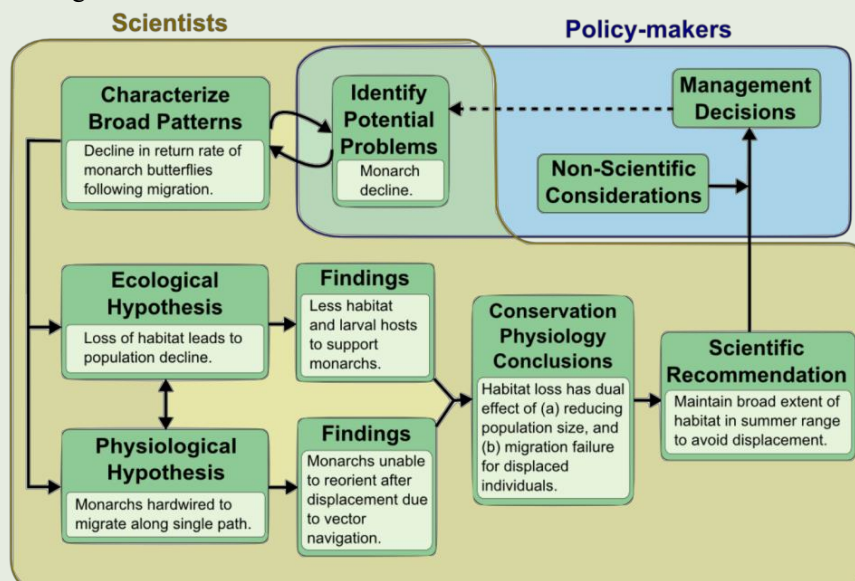 Scientists
Policy-makers
Characterize
Broad Patterns
Decline in return rate of
monarch butterflies
following migration.
Identify
Potential
Problems
Monarch
decline.
Management
Decisions
Non-Scientific
Considerations
Ecological
Hypothesis
Loss of habitat leads to
population decline.
Findings
Less habitat
and larval hosts
to support
monarchs.
Physiological
Hypothesis
Monarchs hardwired to
migrate along single path.
Findings
Monarchs unable
to reorient after
displacement due
to vector
navigation.
Conservation
Physiology
Conclusions
Habitat loss has dual
effect of (a) reducing
population size, and
(b) migration failure
for displaced
individuals.
Scientific
Recommendation
Maintain broad extent of
habitat in summer range
to avoid displacement.